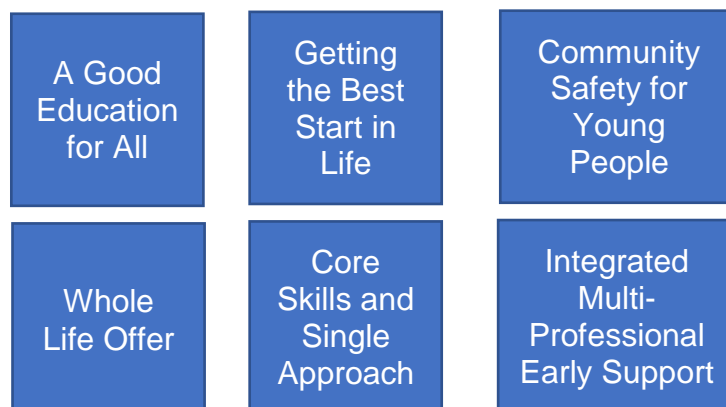 A Good
Education
for All
Getting
the Best
Start in
Life
Community
Safety for
Young
People
Whole
Life Offer
Core
Skills and
Single
Approach
Integrated
Multi-
Professional
Early Support